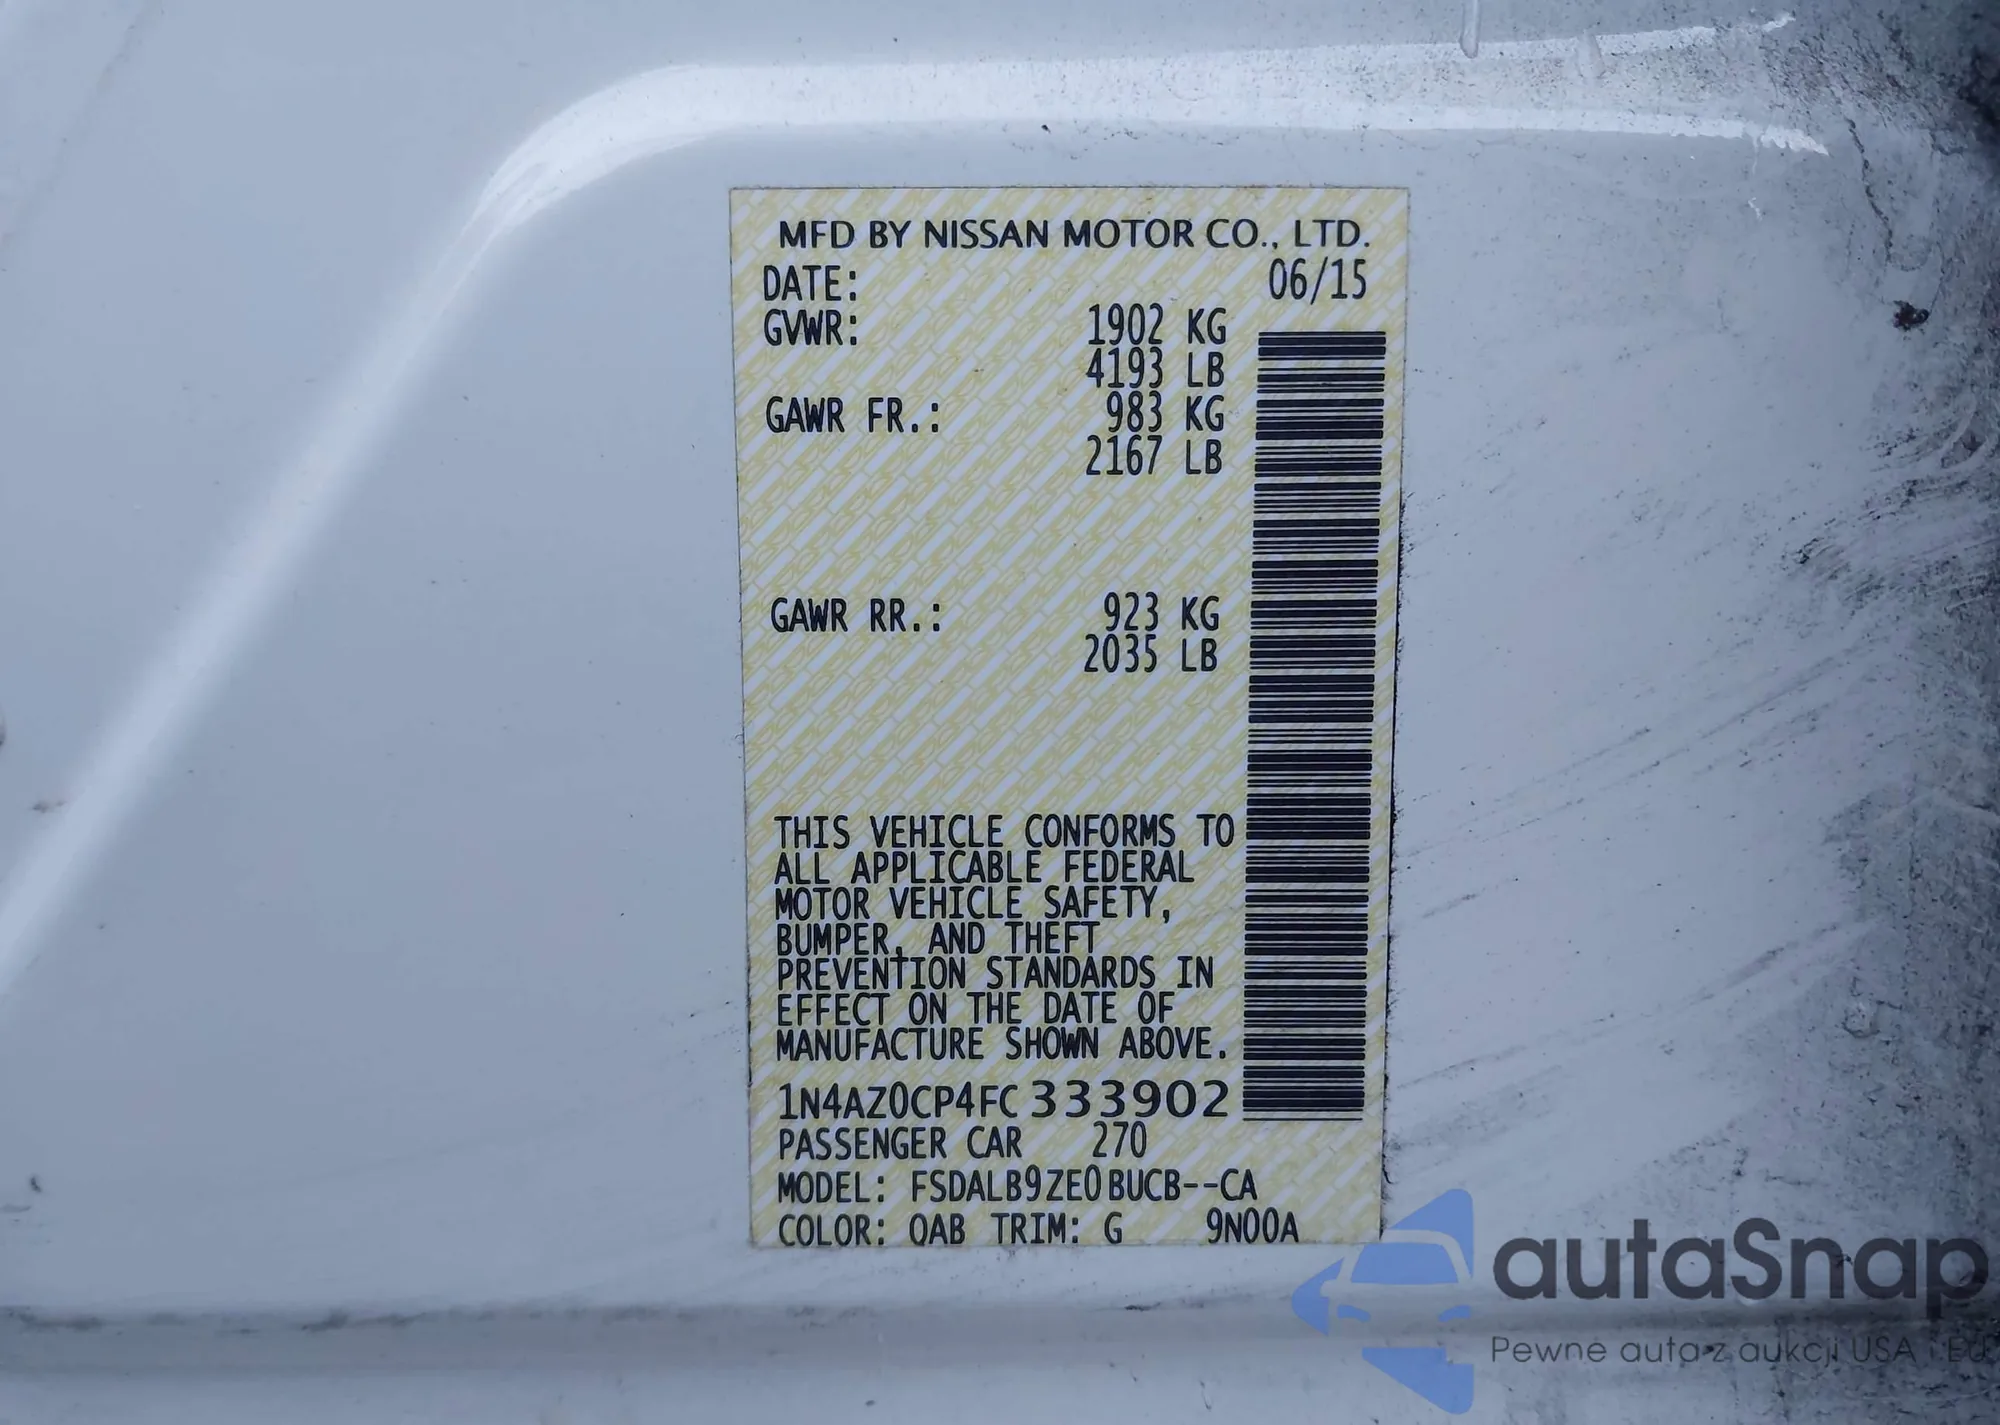 MFD BY NISSAN MOTOR CO., LTD.
DATE: 06/15
GVWR: 1902 KG
4193 LB
GAWR FR.: 983 KG
2167 LB
GAWR RR.: 923 KG
2035 LB
THIS VEHICLE CONFORMS TO
ALL APPLICABLE FEDERAL
MOTOR VEHICLE SAFETY,
BUMPER, AND THEFT
PREVENTION STANDARDS IN
EFFECT ON THE DATE OF
MANUFACTURE SHOWN ABOVE.
1N4AZ0CP4FC333902
PASSENGER CAR 270
MODEL: FSDALB9ZE0BUCB--CA
COLOR: QAB TRIM: G 9N00A
autaSnap
Pewne auta z aukcji USA i EU